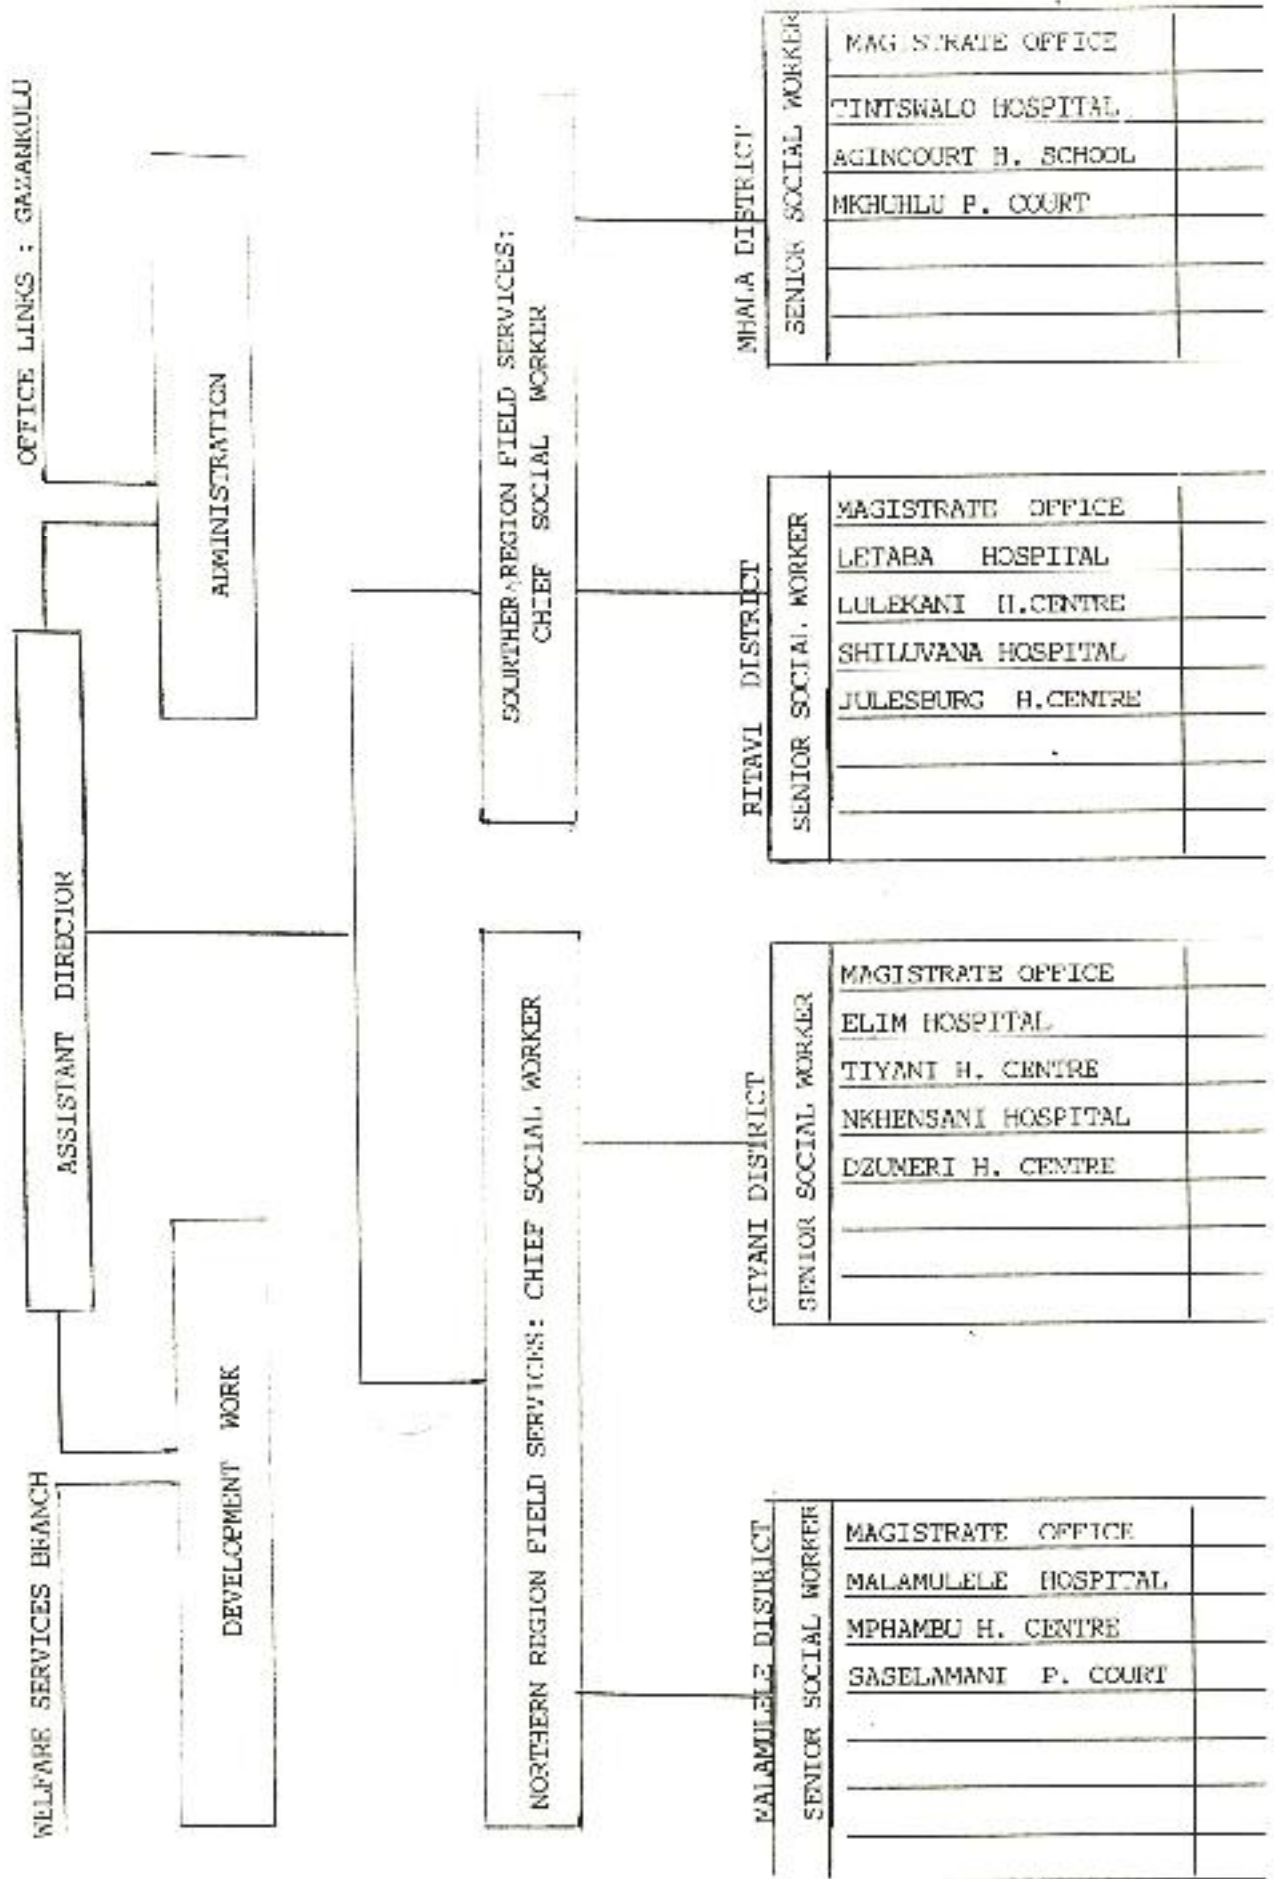 WELFARE SERVICES BRANCH
OFFICE LINKS : GAZANKULU
ASSISTANT DIRECTOR
DEVELOPMENT WORK
ADMINISTRATION
NORTHERN REGION FIELD SERVICES: CHIEF SOCIAL WORKER
SOURTHER REGION FIELD SERVICES:
CHIEF SOCIAL WORKER
MALAMULELE DISTRICT
SENIOR SOCIAL WORKER
MAGISTRATE OFFICE
MALAMULELE HOSPITAL
MPHAMBU H. CENTRE
SASELAMANI P. COURT
GIYANI DISTRICT
SENIOR SOCIAL WORKER
MAGISTRATE OFFICE
ELIM HOSPITAL
TIYANI H. CENTRE
NKHENSANI HOSPITAL
DZUMERI H. CENTRE
RITAVI DISTRICT
SENIOR SOCIAL WORKER
MAGISTRATE OFFICE
LETABA HOSPITAL
LULEKANI H.CENTRE
SHILUVANA HOSPITAL
JULESBURG H.CENTRE
MHALA DISTRICT
SENIOR SOCIAL WORKER
MAGISTRATE OFFICE
TINTSWALO HOSPITAL
AGINCOURT H. SCHOOL
MKHUHLU P. COURT